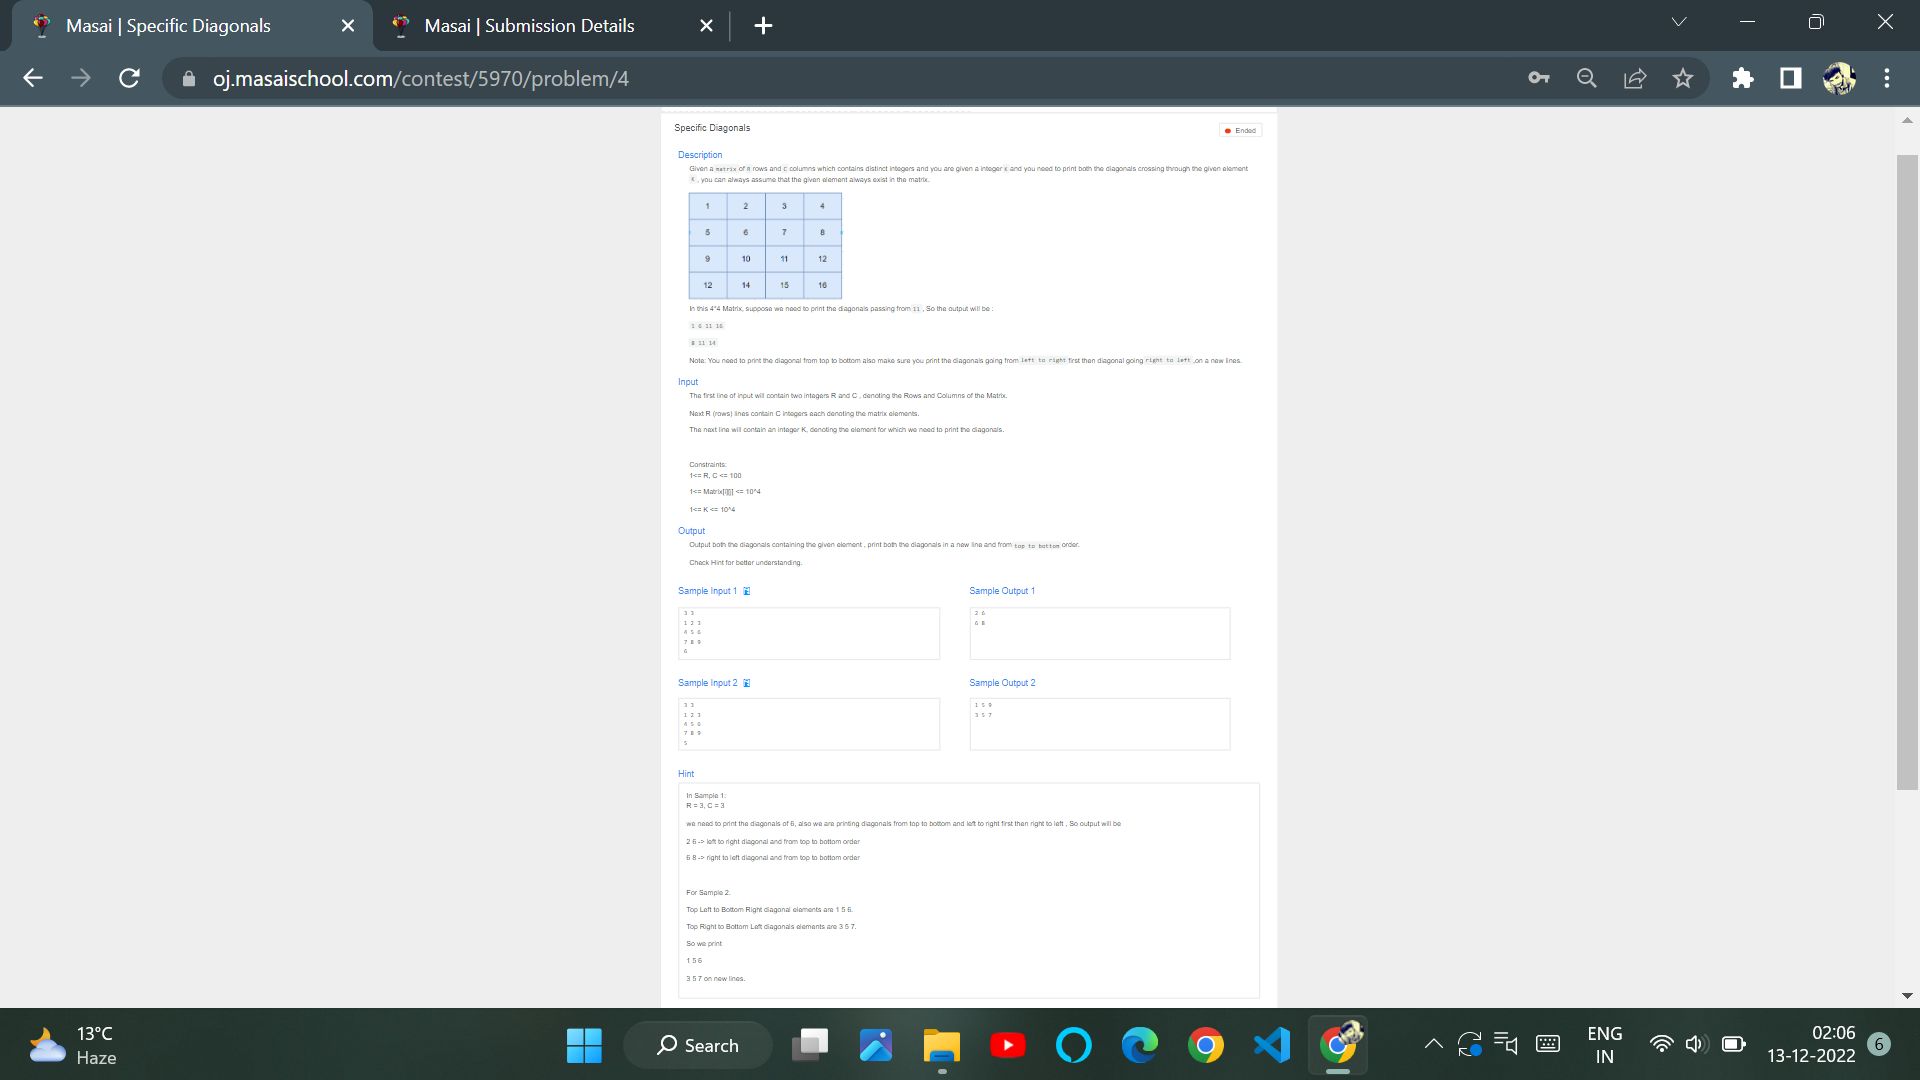 Masai | Specific Diagonals
Masai | Submission Details
oj.masaischool.com/contest/5970/problem/4
Specific Diagonals
Ended
Description
Given a matrix of R rows and C columns which contains distinct integers and you are given a integer K and you need to print both the diagonals crossing through the given element
K , you can always assume that the given element always exist in the matrix.
1 2 3 4
5 6 7 8
9 10 11 12
12 14 15 16
In this 4*4 Matrix, suppose we need to print the diagonals passing from 11 , So the output will be :
1 6 11 16
8 11 14
Note: You need to print the diagonal from top to bottom also make sure you print the diagonals going from left to right first then diagonal going right to left ,on a new lines.
Input
The first line of input will contain two integers R and C , denoting the Rows and Columns of the Matrix.
Next R (rows) lines contain C integers each denoting the matrix elements.
The next line will contain an integer K, denoting the element for which we need to print the diagonals.
Constraints:
1<= R, C <= 100
1<= Matrix[i][j] <= 10^4
1<= K <= 10^4
Output
Output both the diagonals containing the given element , print both the diagonals in a new line and from top to bottom order.
Check Hint for better understanding.
Sample Input 1
3 3
1 2 3
4 5 6
7 8 9
6
Sample Output 1
2 6
6 8
Sample Input 2
3 3
1 2 3
4 5 6
7 8 9
5
Sample Output 2
1 5 9
3 5 7
Hint
In Sample 1:
R = 3, C = 3
we need to print the diagonals of 6, also we are printing diagonals from top to bottom and left to right first then right to left , So output will be
2 6 -> left to right diagonal and from top to bottom order
6 8 -> right to left diagonal and from top to bottom order
For Sample 2.
Top Left to Bottom Right diagonal elements are 1 5 6.
Top Right to Bottom Left diagonals elements are 3 5 7.
So we print
1 5 6
3 5 7 on new lines.
13°C
Haze
Search
ENG
IN
02:06
13-12-2022
6